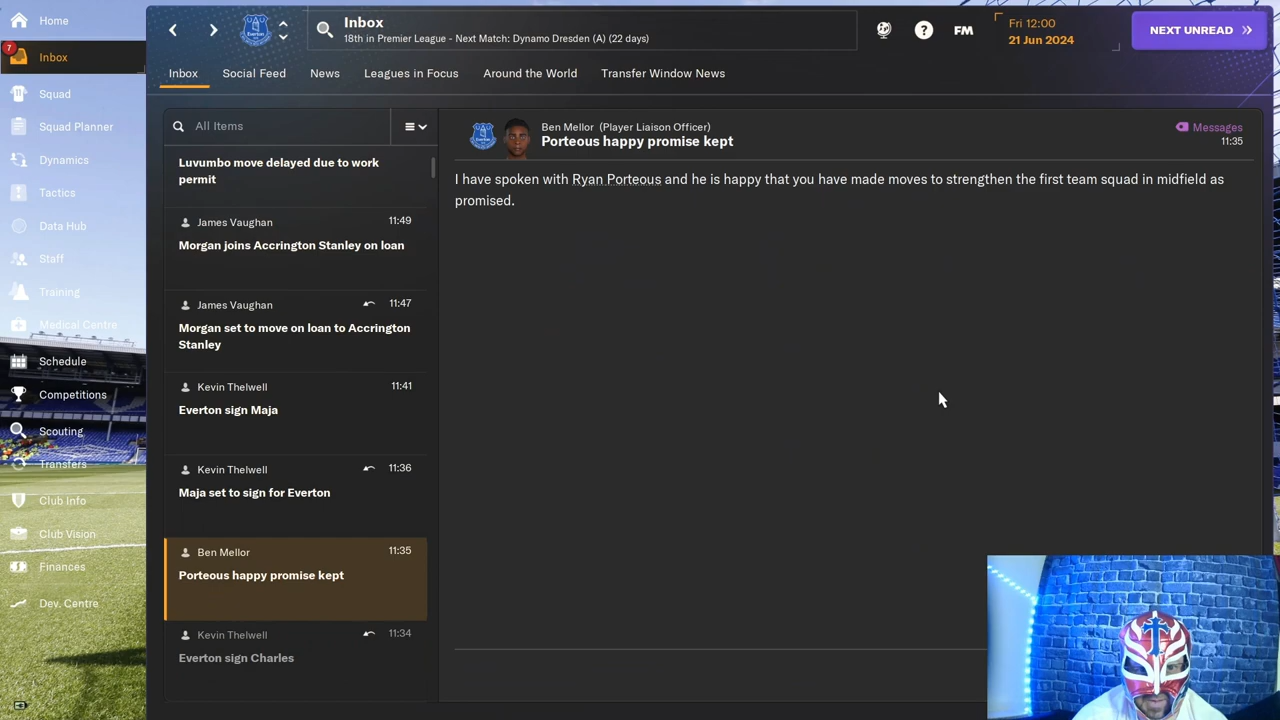 Home
7
Inbox
Squad
Squad Planner
Dynamics
Tactics
Data Hub
Staff
Training
Medical Centre
Schedule
Competitions
Scouting
Transfers
Club Info
Club Vision
Finances
Dev. Centre
Everton
Inbox
18th in Premier League - Next Match: Dynamo Dresden (A) (22 days)
?
FM
Fri 12:00
21 Jun 2024
NEXT UNREAD
Inbox
Social Feed
News
Leagues in Focus
Around the World
Transfer Window News
All Items
Luvumbo move delayed due to work
permit
James Vaughan
11:49
Morgan joins Accrington Stanley on loan
James Vaughan
11:47
Morgan set to move on loan to Accrington
Stanley
Kevin Thelwell
11:41
Everton sign Maja
Kevin Thelwell
11:36
Maja set to sign for Everton
Ben Mellor
11:35
Porteous happy promise kept
Kevin Thelwell
11:34
Everton sign Charles
Everton
Ben Mellor (Player Liaison Officer)
Porteous happy promise kept
Messages
11:35
I have spoken with Ryan Porteous and he is happy that you have made moves to strengthen the first team squad in midfield as
promised.